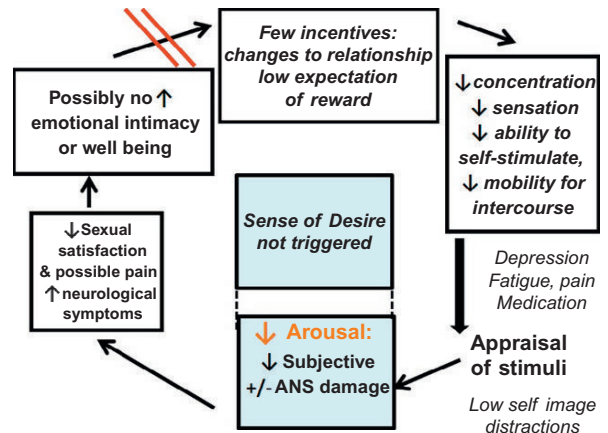 Few incentives:
changes to relationship
low expectation
of reward
↓concentration
↓ sensation
↓ ability to
self-stimulate,
↓ mobility for
intercourse
Depression
Fatigue, pain
Medication
Appraisal
of stimuli
Low self image
distractions
Sense of Desire
not triggered
↓ Arousal:
↓ Subjective
+/- ANS damage
↓Sexual
satisfaction
& possible pain
↑neurological
symptoms
Possibly no ↑
emotional intimacy
or well being